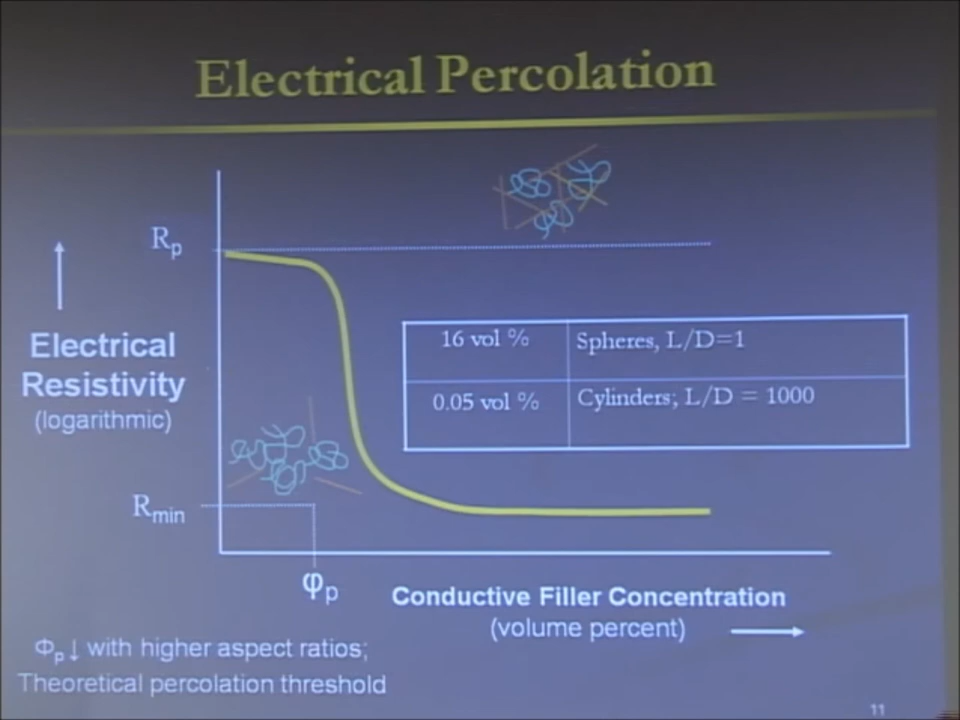 Electrical Percolation
Rp
Electrical
Resistivity
(logarithmic)
16 vol % Spheres, L/D=1
0.05 vol % Cylinders; L/D = 1000
Rmin
φp
Conductive Filler Concentration
(volume percent)
Φp↓ with higher aspect ratios;
Theoretical percolation threshold
11